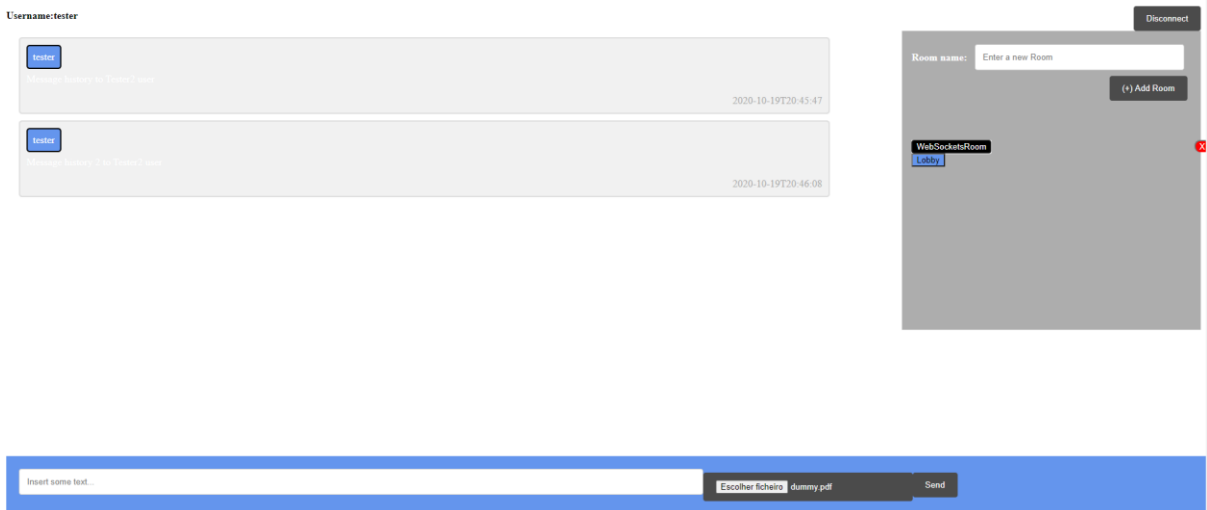 Username:tester
Disconnect
tester
Message history to Tester2 user
2020-10-19T20:45:47
tester
Message history 2 to Tester2 user
2020-10-19T20:46:08
Room name:
Enter a new Room
(+) Add Room
WebSocketsRoom
X
Lobby
Insert some text...
Escolher ficheiro dummy.pdf
Send